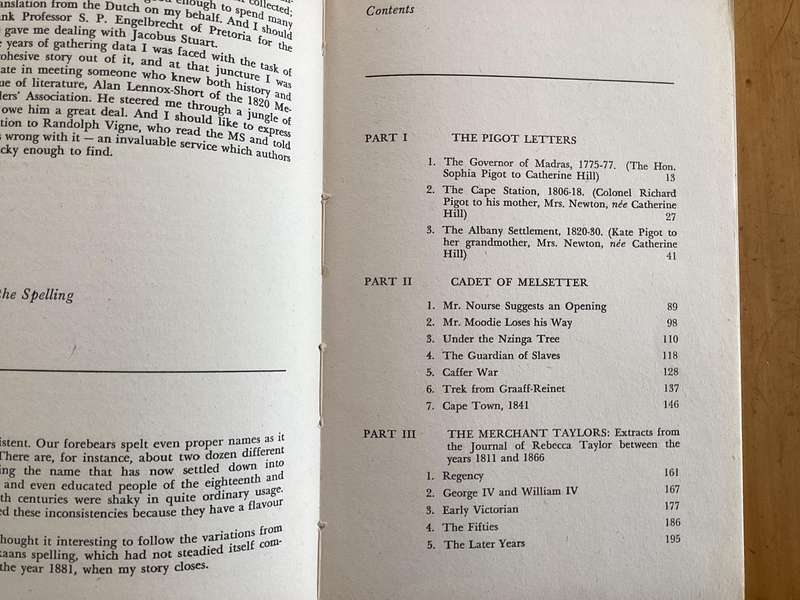 collected;
enough to spend many
translation from the Dutch on my behalf. And I should
Professor S. P. Engelbrecht of Pretoria for the
gave me dealing with Jacobus Stuart.
years of gathering data I was faced with the task of
cohesive story out of it, and at that juncture I was
in meeting someone who knew both history and
of literature, Alan Lennox-Short of the 1820
Association. He steered me through a jungle of
owe him a great deal. And I should like to express
to Randolph Vigne, who read the MS and told
wrong with it — an invaluable service which authors
enough to find.
the Spelling
Our forebears spelt even proper names as it
There are, for instance, about two dozen different
the name that has now settled down into
and even educated people of the eighteenth and
centuries were shaky in quite ordinary usage.
these inconsistencies because they have a flavour
thought it interesting to follow the variations from
spelling, which had not steadied itself com-
the year 1881, when my story closes.
Contents
PART I THE PIGOT LETTERS
1. The Governor of Madras, 1775-77. (The Hon.
Sophia Pigot to Catherine Hill) 13
2. The Cape Station, 1806-18. (Colonel Richard
Pigot to his mother, Mrs. Newton, née Catherine
Hill) 27
3. The Albany Settlement, 1820-30. (Kate Pigot to
her grandmother, Mrs. Newton, née Catherine
Hill) 41
PART II CADET OF MELSETTER
1. Mr. Nourse Suggests an Opening 89
2. Mr. Moodie Loses his Way 98
3. Under the Nzinga Tree 110
4. The Guardian of Slaves 118
5. Caffer War 128
6. Trek from Graaff-Reinet 137
7. Cape Town, 1841 146
PART III THE MERCHANT TAYLORS: Extracts from
the Journal of Rebecca Taylor between the
years 1811 and 1866
1. Regency 161
2. George IV and William IV 167
3. Early Victorian 177
4. The Fifties 186
5. The Later Years 195